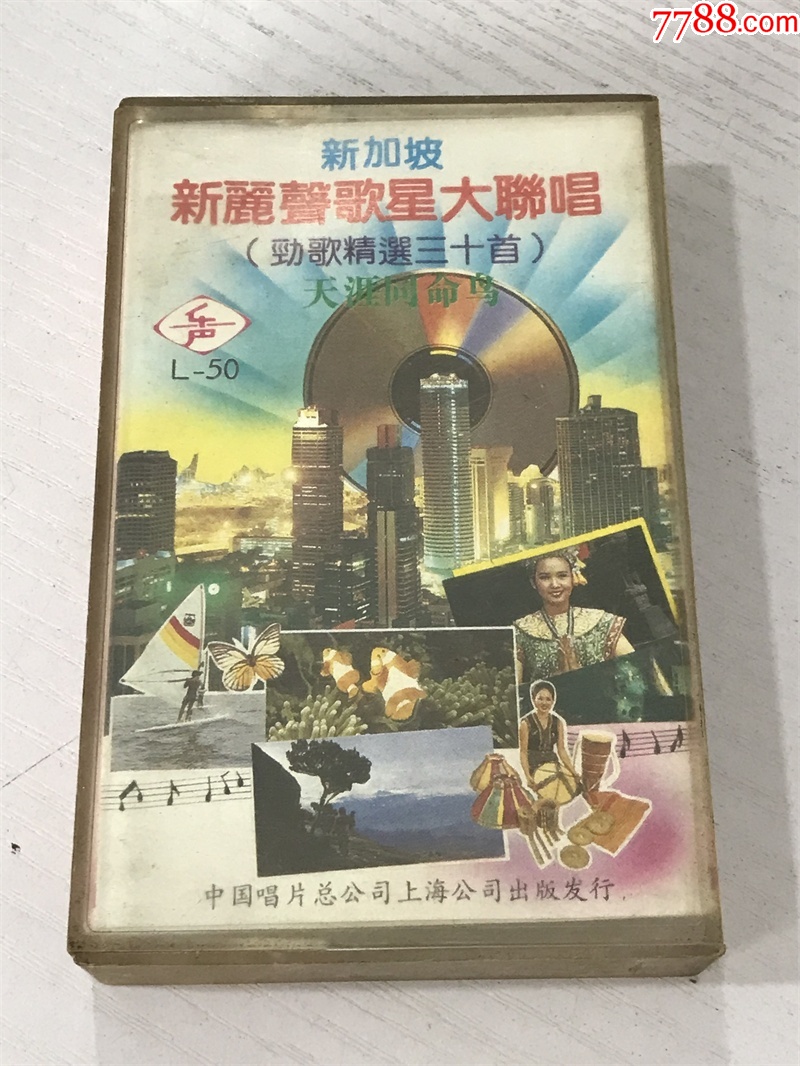 7788.com
新加坡
新麗聲歌星大聯唱
（勁歌精選三十首）
天涯同命鸟
乐声
L-50
中国唱片总公司上海公司出版发行